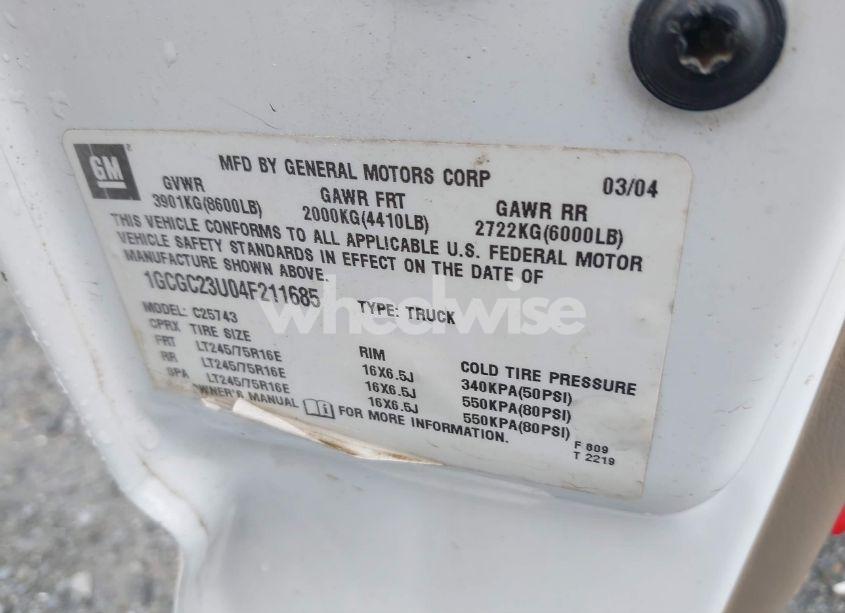 GM
MFD BY GENERAL MOTORS CORP 03/04
GVWR GAWR FRT GAWR RR
3901KG(8600LB) 2000KG(4410LB) 2722KG(6000LB)
THIS VEHICLE CONFORMS TO ALL APPLICABLE U.S. FEDERAL MOTOR
VEHICLE SAFETY STANDARDS IN EFFECT ON THE DATE OF
MANUFACTURE SHOWN ABOVE.
1GCGC23U04F211685 TYPE: TRUCK
wheelwise
MODEL: C25743
CPRX TIRE SIZE RIM COLD TIRE PRESSURE
FRT LT245/75R16E 16X6.5J 340KPA(50PSI)
RR LT245/75R16E 16X6.5J 550KPA(80PSI)
SPA LT245/75R16E 16X6.5J 550KPA(80PSI)
OWNER'S MANUAL FOR MORE INFORMATION.
F 809
T 2219